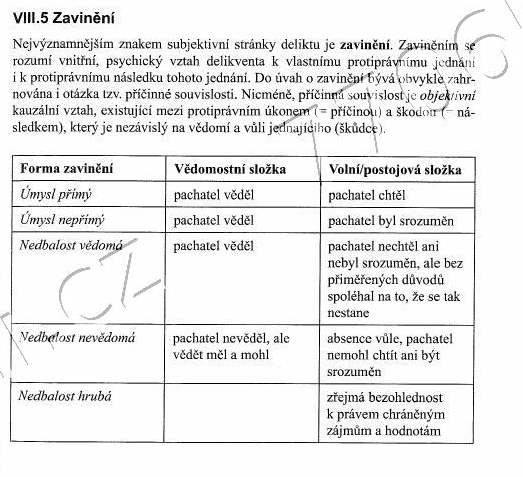 VIII.5 Zavinění
Nejvýznamnějším znakem subjektivní stránky deliktu je zavinění. Zaviněním se
rozumí vnitřní, psychický vztah delikventa k vlastnímu protiprávnímu jednání
i k protiprávnímu následku tohoto jednání. Do úvah o zavinění bývá obvykle zahr-
nována i otázka tzv. příčinné souvislosti. Nicméně, příčinná souvislost je objektivní
kauzální vztah, existující mezi protiprávním úkonem (= příčinou) a škodou (= ná-
sledkem), který je nezávislý na vědomí a vůli jednajícího (škůdce).
Forma zavinění Vědomostní složka Volní/postojová složka
Úmysl přímý pachatel věděl pachatel chtěl
Úmysl nepřímý pachatel věděl pachatel byl srozuměn
Nedbalost vědomá pachatel věděl pachatel nechtěl ani
nebyl srozuměn, ale bez
přiměřených důvodů
spoléhal na to, že se tak
nestane
Nedbalost nevědomá pachatel nevěděl, ale absence vůle, pachatel
vědět měl a mohl nemohl chtít ani být
srozuměn
Nedbalost hrubá zřejmá bezohlednost
k právem chráněným
zájmům a hodnotám